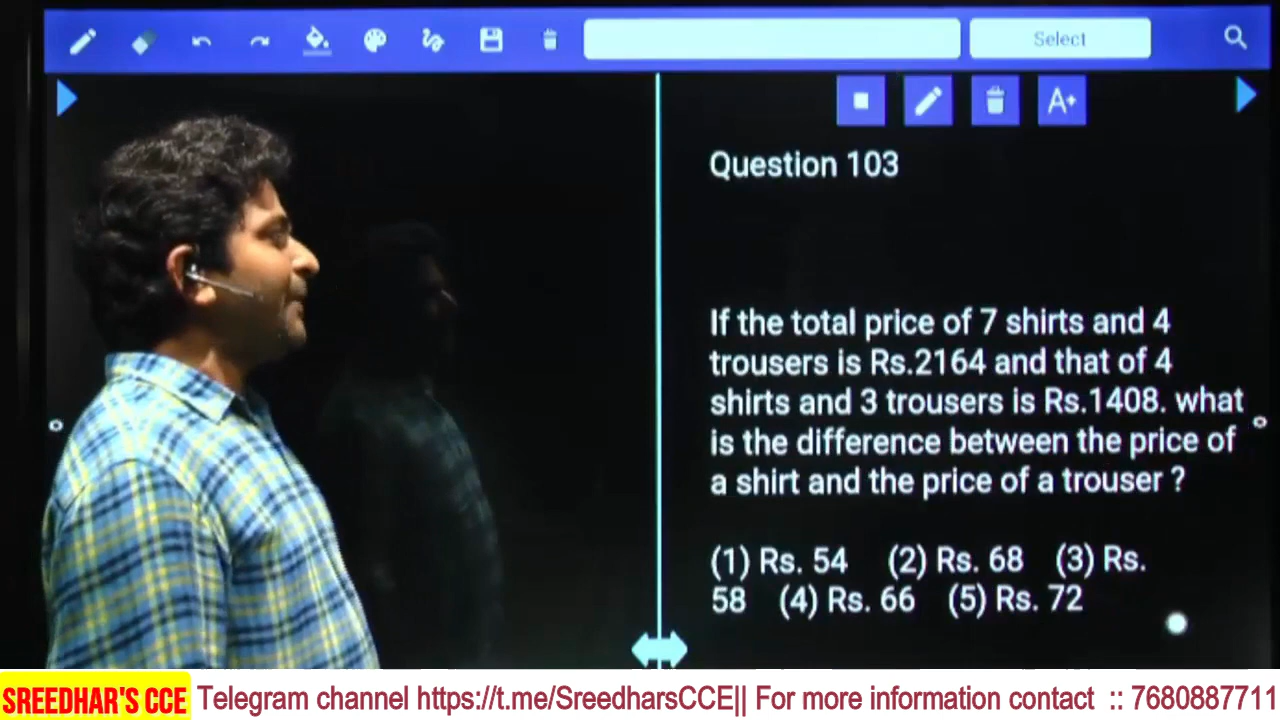 Select
A+
Question 103
If the total price of 7 shirts and 4
trousers is Rs.2164 and that of 4
shirts and 3 trousers is Rs.1408. what
is the difference between the price of
a shirt and the price of a trouser ?
(1) Rs. 54 (2) Rs. 68 (3) Rs.
58 (4) Rs. 66 (5) Rs. 72
SREEDHAR'S CCE Telegram channel https://t.me/SreedharsCCE|| For more information contact :: 7680887711